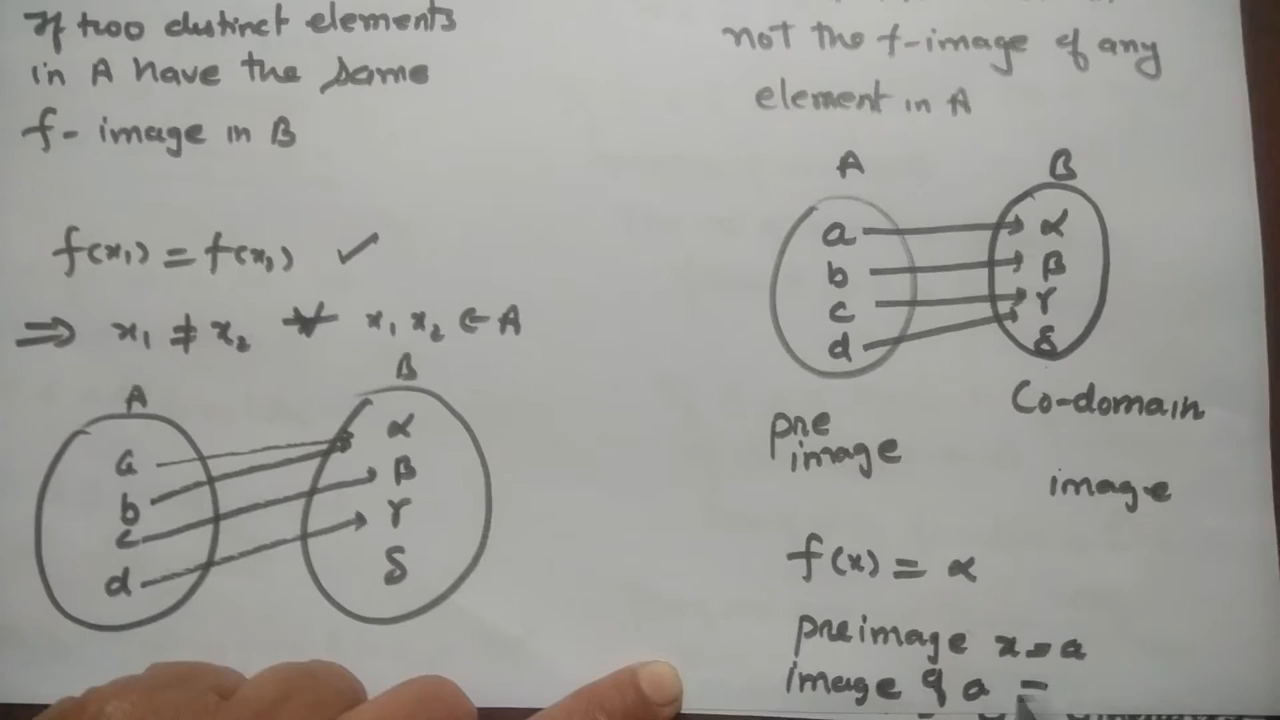 If two distinct elements
in A have the same
f- image in B
f(x₁) = f(x₂) ✓
⇒ x₁ ≠ x₂ ∀ x₁ x₂ ∈ A
A
B
a
b
c
d
α
β
γ
δ
not the f-image of any
element in A
A
B
a
b
c
d
α
β
γ
δ
Co-domain
pre
image
image
f(x) = α
preimage x = a
image of a =